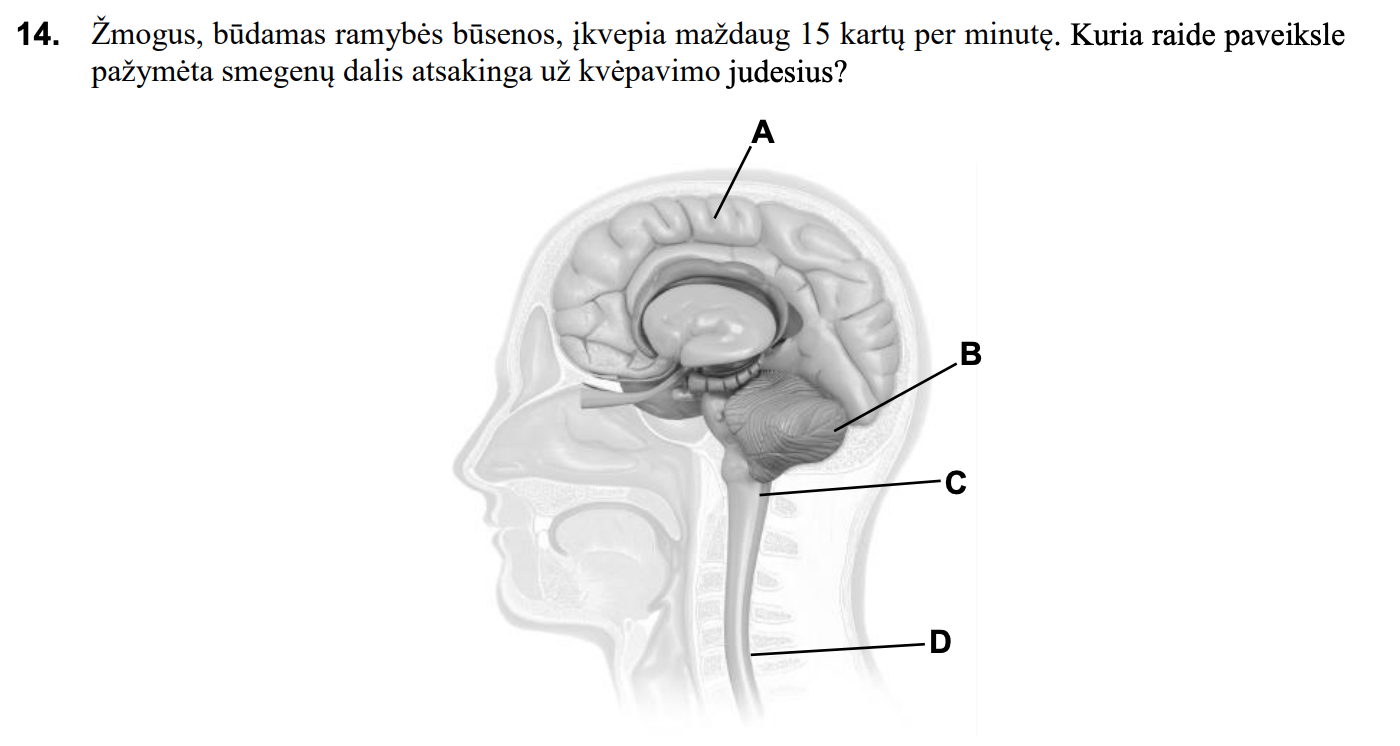 14. Žmogus, būdamas ramybės būsenos, įkvepia maždaug 15 kartų per minutę. Kuria raide paveiksle
pažymėta smegenų dalis atsakinga už kvėpavimo judesius?
A
B
C
D